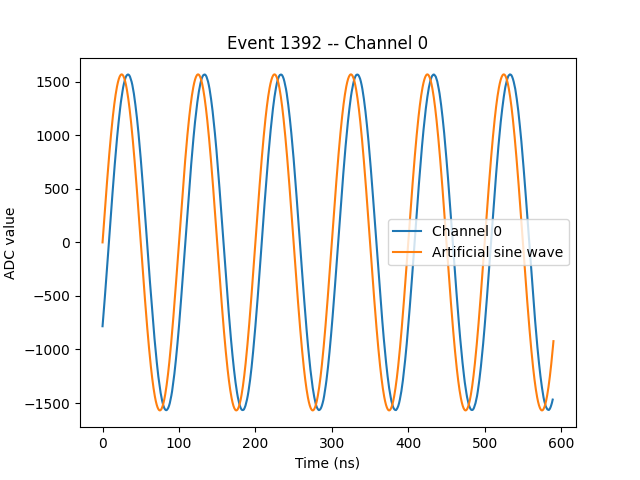 Event 1392 -- Channel 0
ADC value
1500
1000
500
0
−500
−1000
−1500
Channel 0
Artificial sine wave
0 100 200 300 400 500 600
Time (ns)